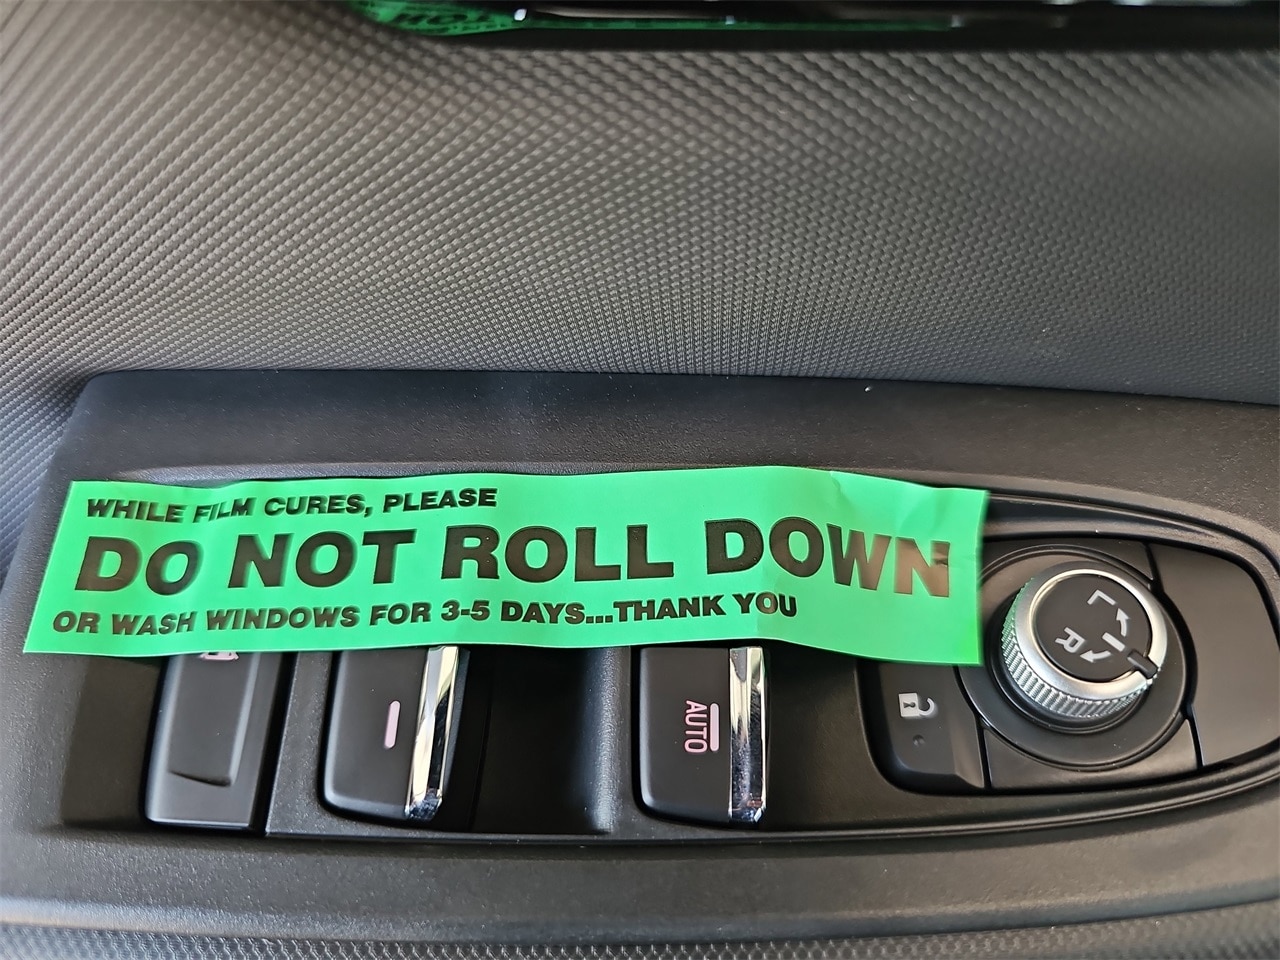 WHILE FILM CURES, PLEASE
DO NOT ROLL DOWN
OR WASH WINDOWS FOR 3-5 DAYS...THANK YOU
AUTO
L
R